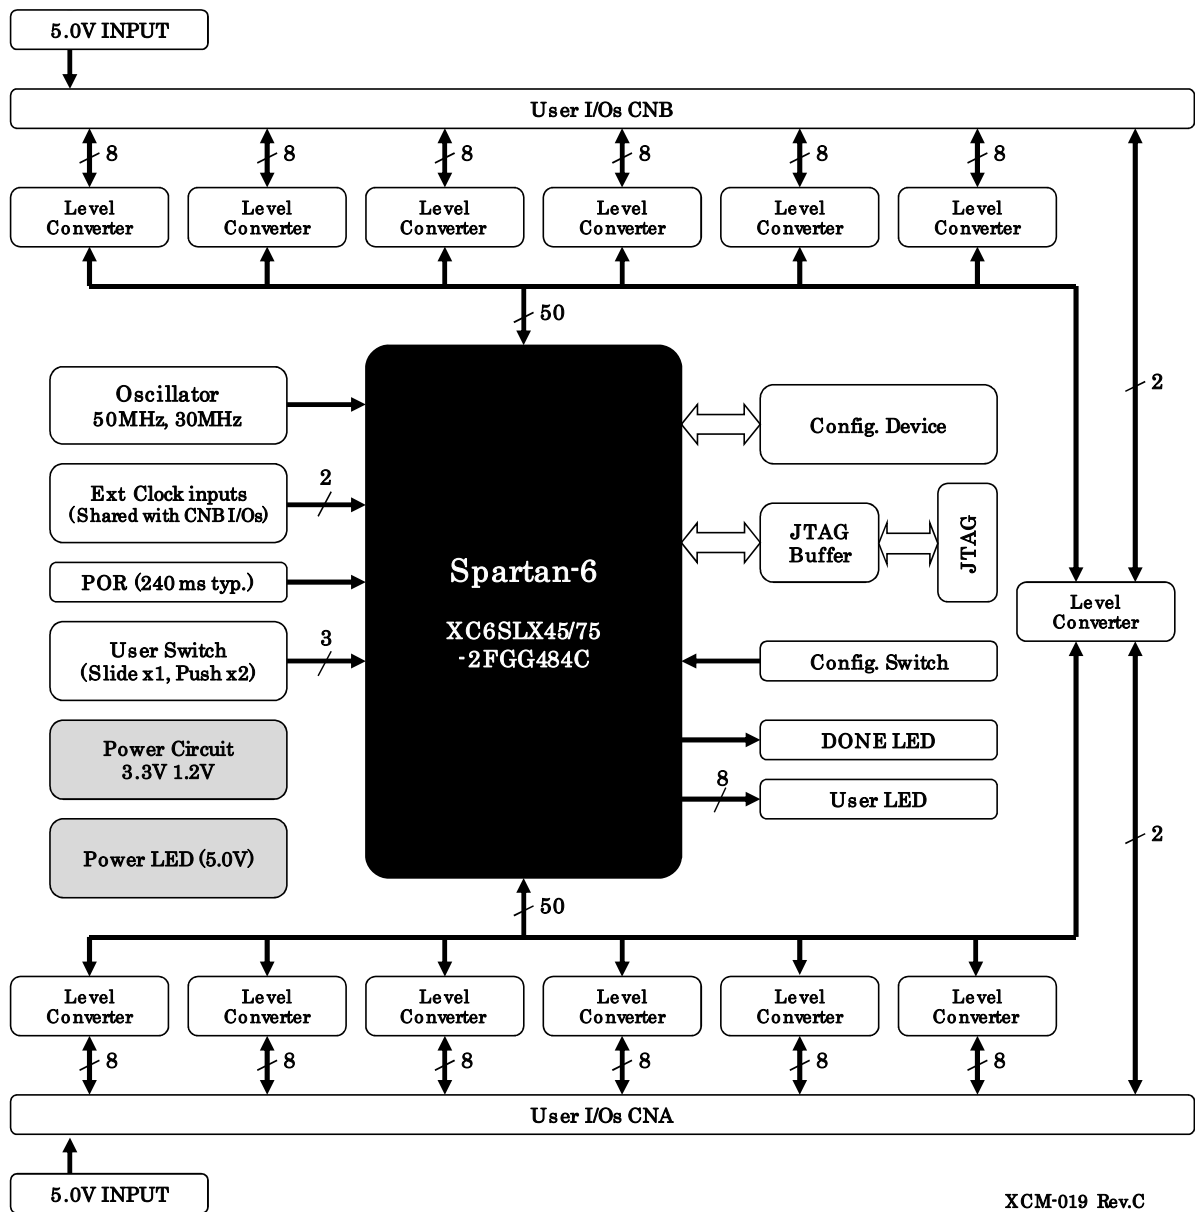 5.0V INPUT
User I/Os CNB
8 8 8 8 8 8
Level Level Level Level Level Level
Converter Converter Converter Converter Converter Converter
50
Oscillator
50MHz, 30MHz
2
Ext Clock inputs
(Shared with CNB I/Os)
POR (240 ms typ.)
3
User Switch
(Slide x1, Push x2)
Power Circuit
3.3V 1.2V
Power LED (5.0V)
Spartan-6
XC6SLX45/75
-2FGG484C
Config. Device
JTAG
Buffer
JTAG
Config. Switch
DONE LED
8
User LED
2
Level
Converter
2
50
Level Level Level Level Level Level
Converter Converter Converter Converter Converter Converter
8 8 8 8 8 8
User I/Os CNA
5.0V INPUT
XCM-019 Rev.C